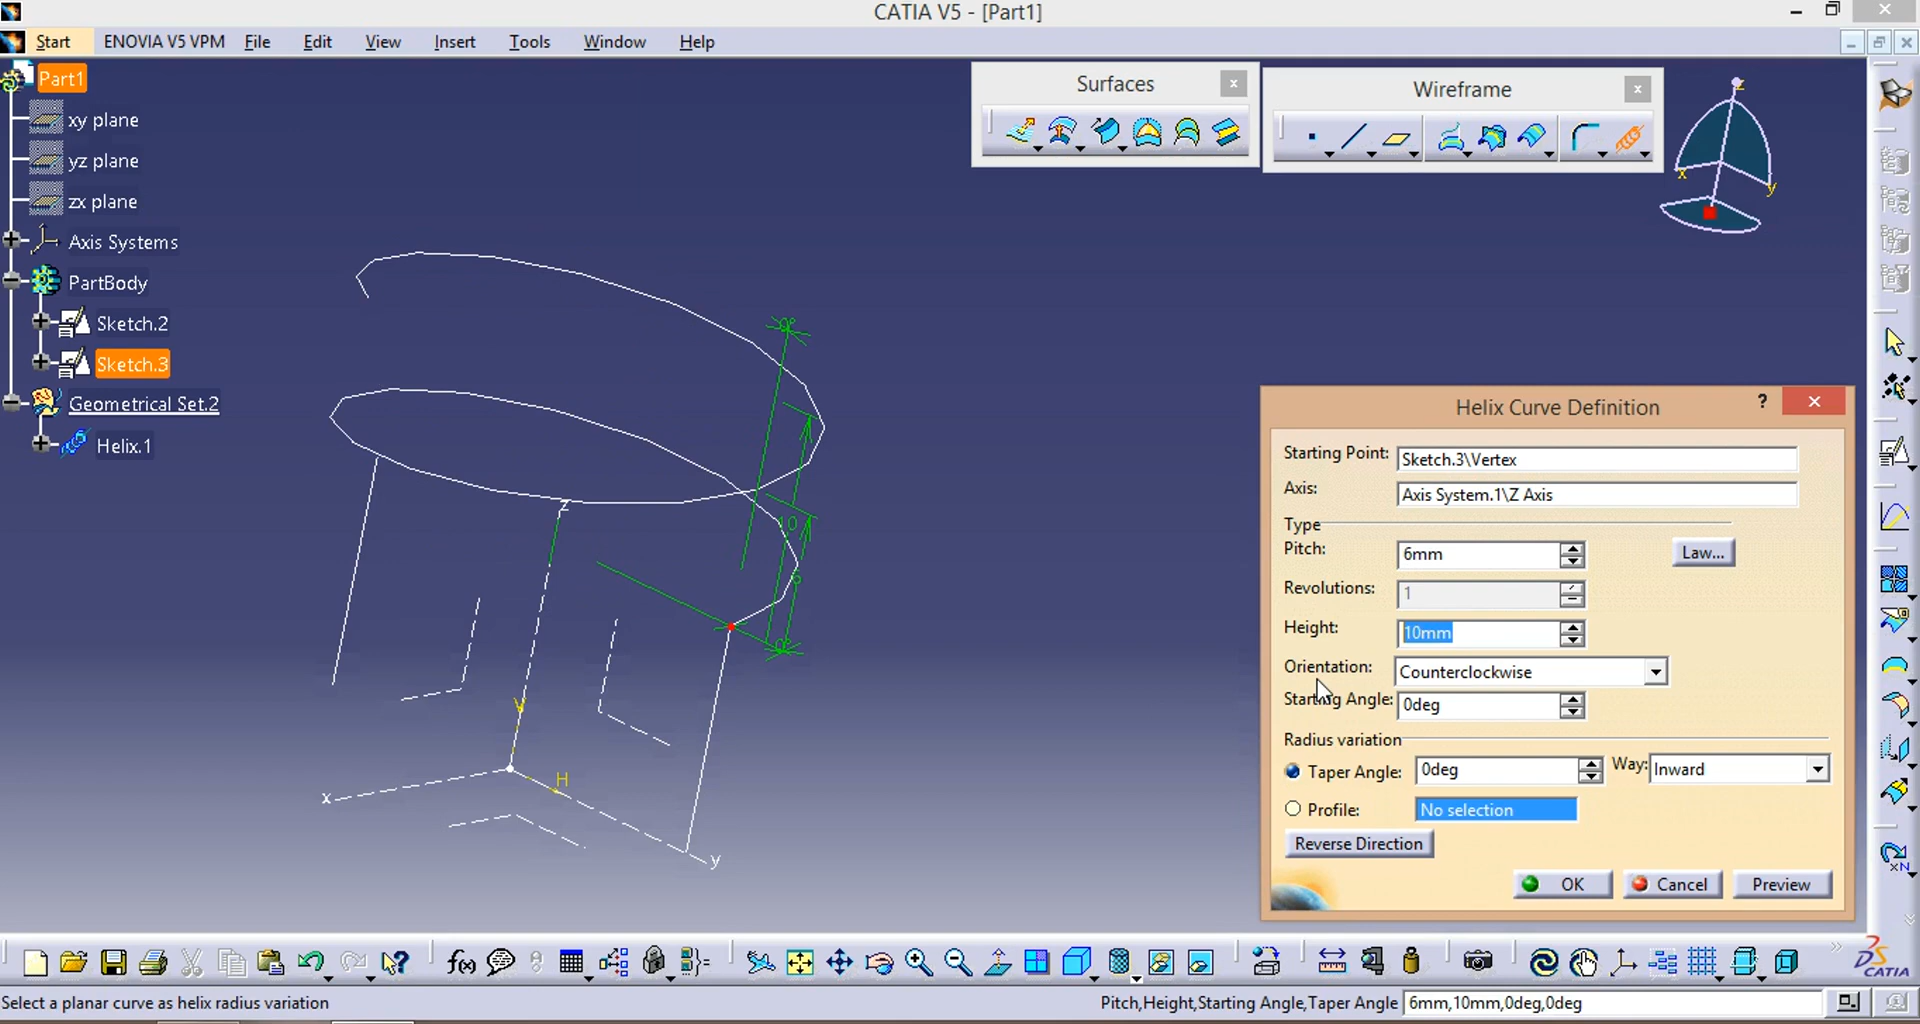 CATIA V5 - [Part1]
Start ENOVIA V5 VPM File Edit View Insert Tools Window Help
Part1
xy plane
yz plane
zx plane
Axis Systems
PartBody
Sketch.2
Sketch.3
Geometrical Set.2
Helix.1
Surfaces
Wireframe
z
x
y
0°
10
6
0°
Z
V
H
x
y
Helix Curve Definition
?
Starting Point: Sketch.3\Vertex
Axis: Axis System.1\Z Axis
Type
Pitch: 6mm Law...
Revolutions: 1
Height: 10mm
Orientation: Counterclockwise
Starting Angle: 0deg
Radius variation
Taper Angle: 0deg Way: Inward
Profile: No selection
Reverse Direction
OK Cancel Preview
f(x)
CATIA
Select a planar curve as helix radius variation
Pitch,Height,Starting Angle,Taper Angle 6mm,10mm,0deg,0deg